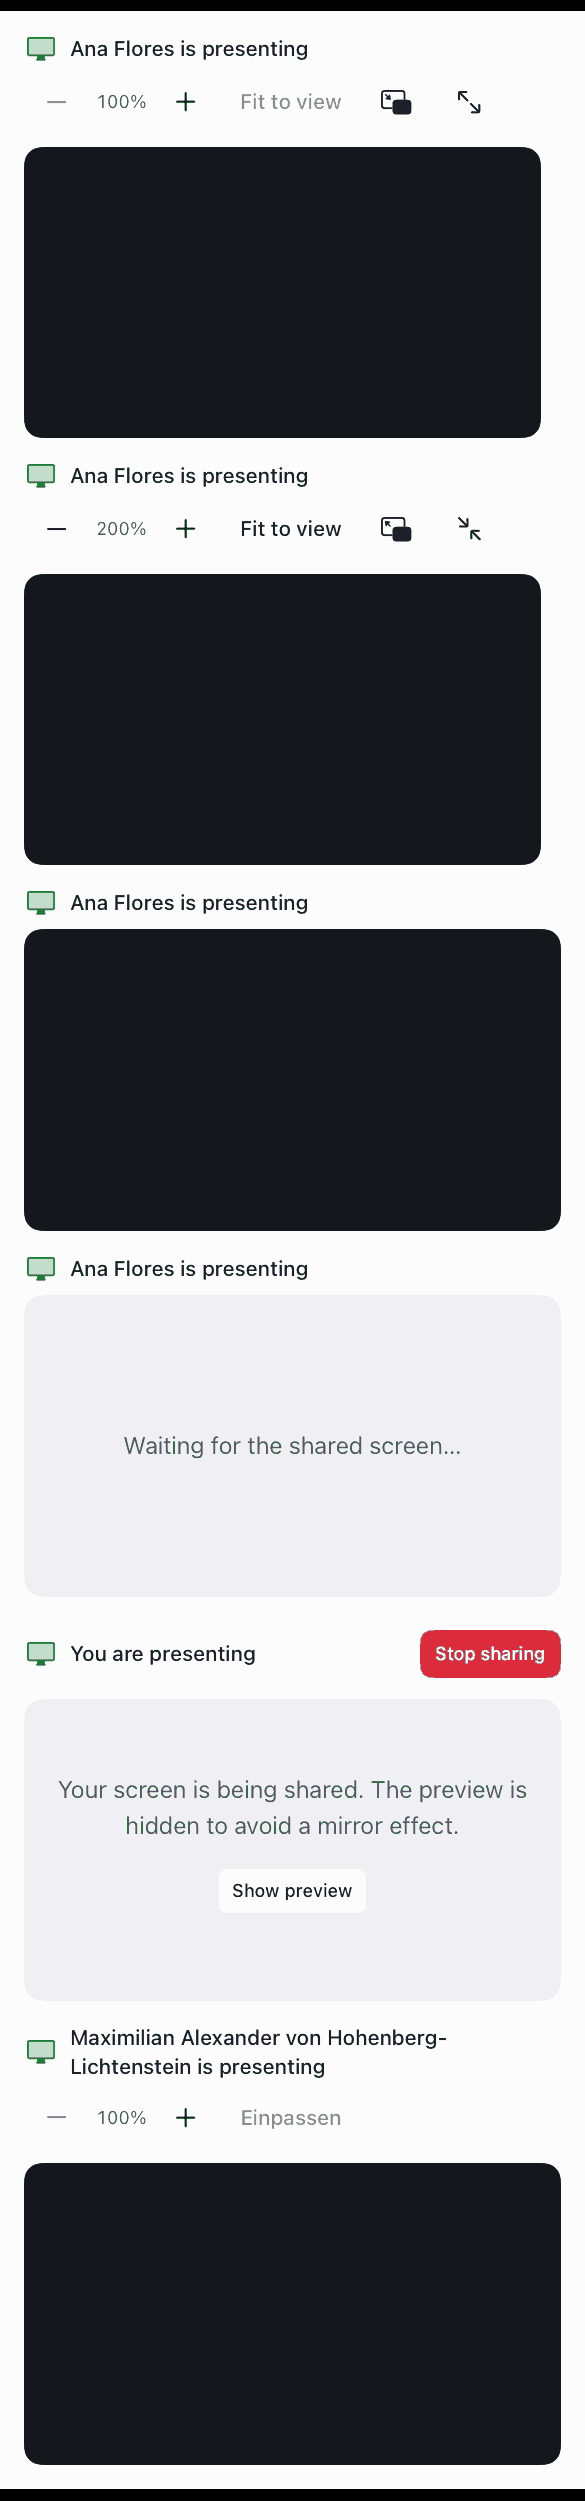 Ana Flores is presenting
100% Fit to view
Ana Flores is presenting
200% Fit to view
Ana Flores is presenting
Ana Flores is presenting
Waiting for the shared screen...
You are presenting Stop sharing
Your screen is being shared. The preview is
hidden to avoid a mirror effect.
Show preview
Maximilian Alexander von Hohenberg-
Lichtenstein is presenting
100% Einpassen